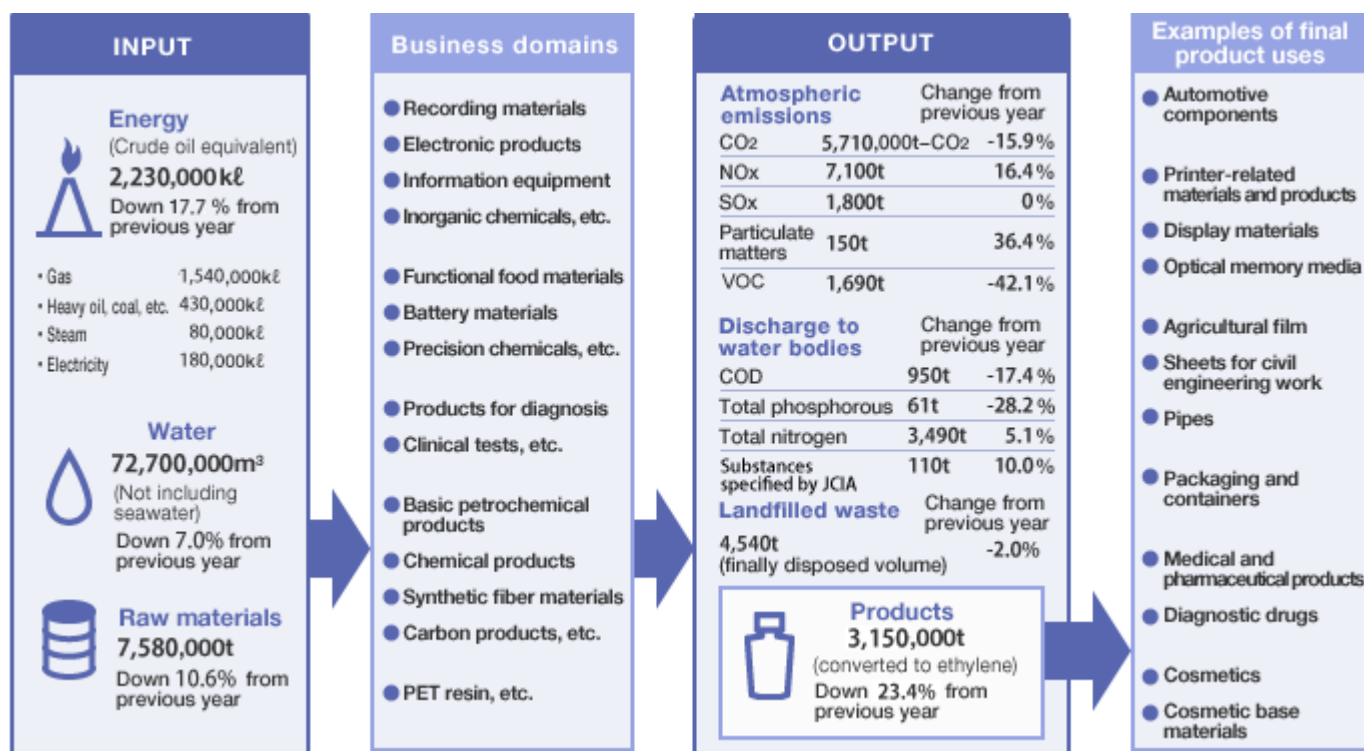 INPUT
Energy
(Crude oil equivalent)
2,230,000kℓ
Down 17.7 % from
previous year
• Gas 1,540,000kℓ
• Heavy oil, coal, etc. 430,000kℓ
• Steam 80,000kℓ
• Electricity 180,000kℓ
Water
72,700,000m³
(Not including
seawater)
Down 7.0% from
previous year
Raw materials
7,580,000t
Down 10.6% from
previous year
Business domains
● Recording materials
● Electronic products
● Information equipment
● Inorganic chemicals, etc.
● Functional food materials
● Battery materials
● Precision chemicals, etc.
● Products for diagnosis
● Clinical tests, etc.
● Basic petrochemical
products
● Chemical products
● Synthetic fiber materials
● Carbon products, etc.
● PET resin, etc.
OUTPUT
Atmospheric Change from
emissions previous year
CO2 5,710,000t–CO2 -15.9%
NOx 7,100t 16.4%
SOx 1,800t 0%
Particulate
matters 150t 36.4%
VOC 1,690t -42.1%
Discharge to Change from
water bodies previous year
COD 950t -17.4%
Total phosphorous 61t -28.2%
Total nitrogen 3,490t 5.1%
Substances 110t 10.0%
specified by JCIA
Landfilled waste Change from
previous year
4,540t -2.0%
(finally disposed volume)
Products
3,150,000t
(converted to ethylene)
Down 23.4% from
previous year
Examples of final
product uses
● Automotive
components
● Printer-related
materials and products
● Display materials
● Optical memory media
● Agricultural film
● Sheets for civil
engineering work
● Pipes
● Packaging and
containers
● Medical and
pharmaceutical products
● Diagnostic drugs
● Cosmetics
● Cosmetic base
materials